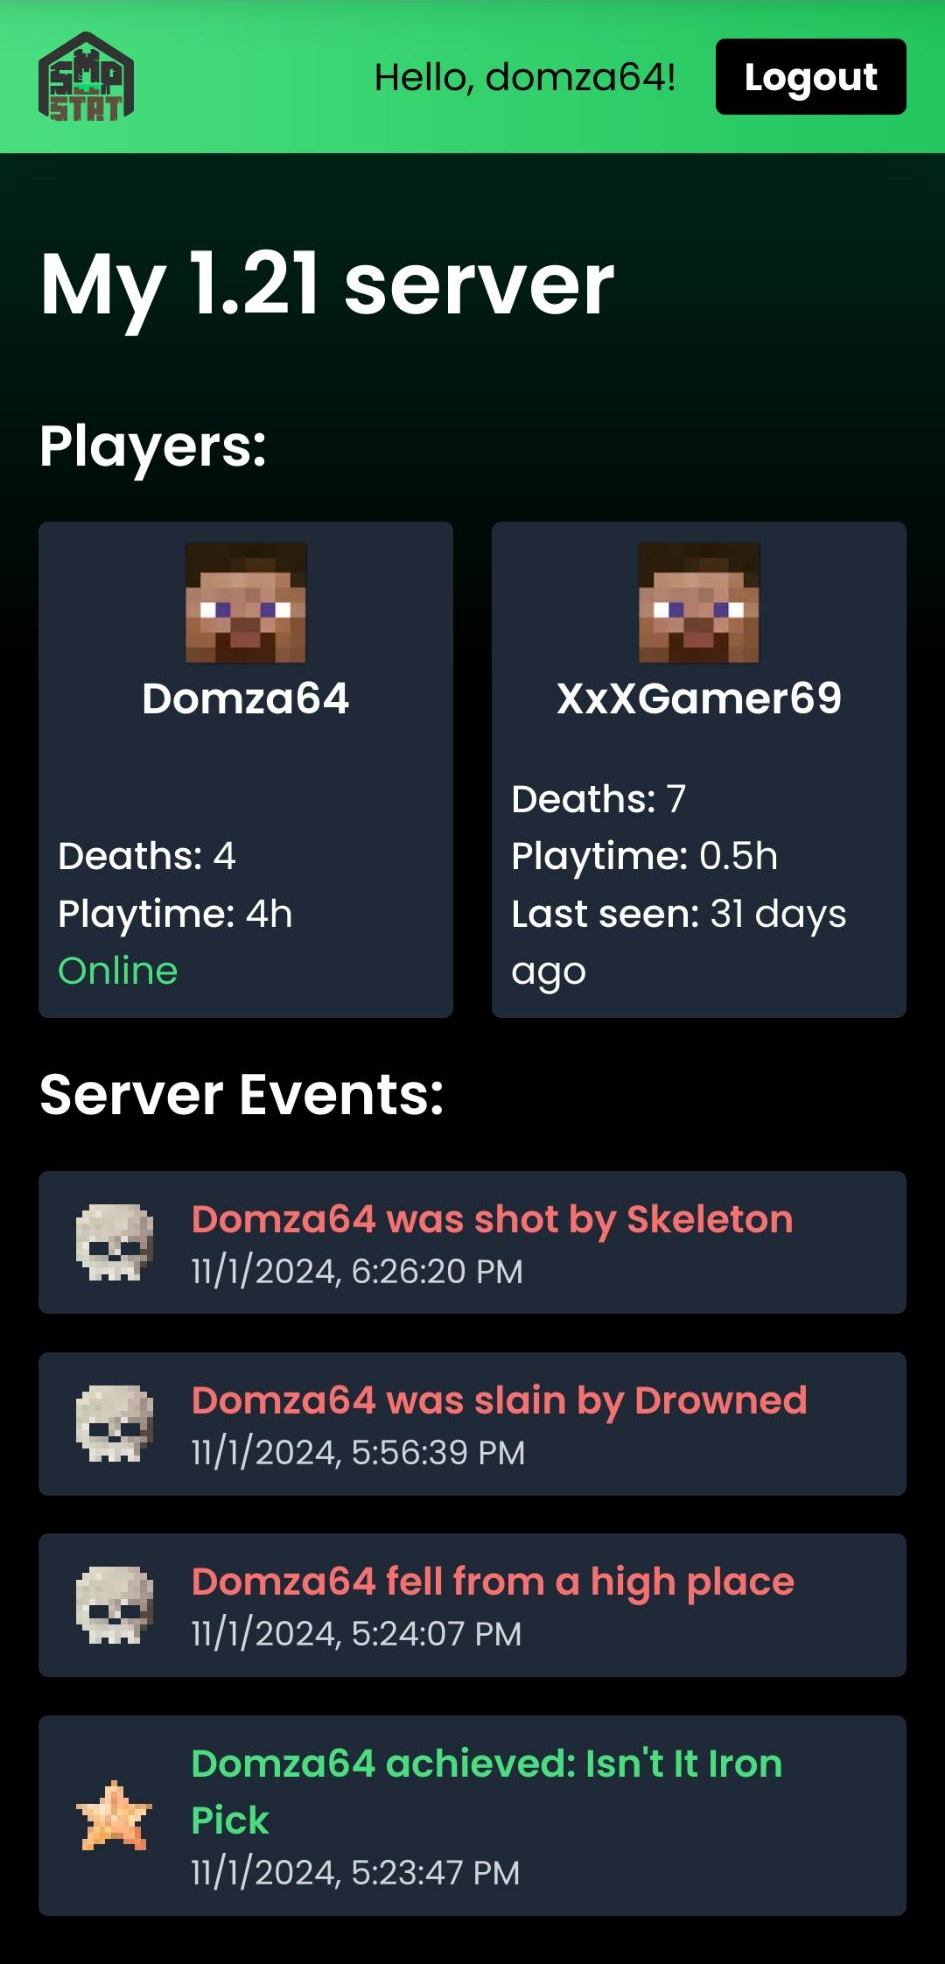 SMP
STAT
Hello, domza64!
Logout
My 1.21 server
Players:
Domza64
Deaths: 4
Playtime: 4h
Online
XxXGamer69
Deaths: 7
Playtime: 0.5h
Last seen: 31 days
ago
Server Events:
Domza64 was shot by Skeleton
11/1/2024, 6:26:20 PM
Domza64 was slain by Drowned
11/1/2024, 5:56:39 PM
Domza64 fell from a high place
11/1/2024, 5:24:07 PM
Domza64 achieved: Isn't It Iron
Pick
11/1/2024, 5:23:47 PM